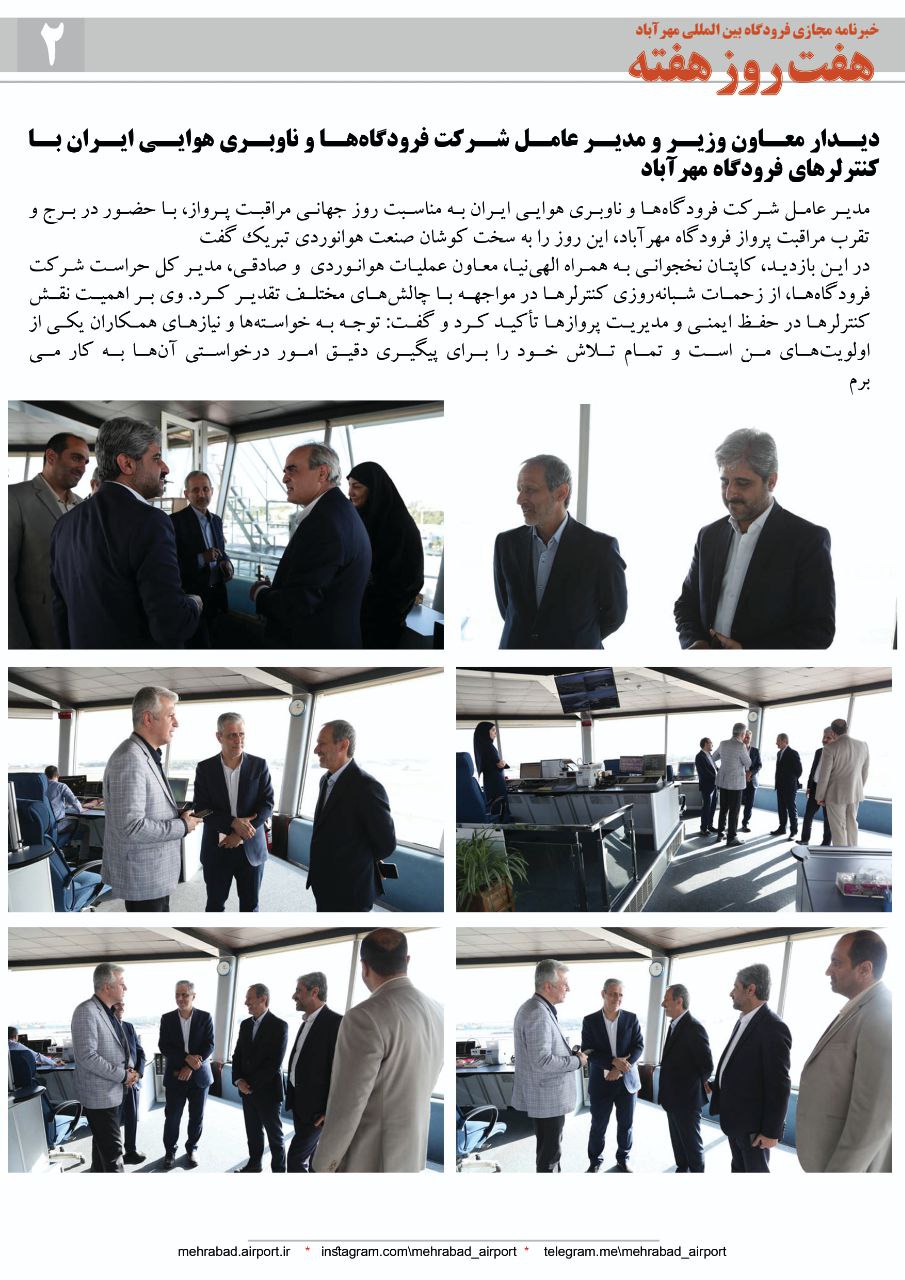 خبرنامه مجازی فرودگاه بین المللی مهرآباد
هفت روز هفته
۲
دیدار معاون وزیر و مدیر عامل شرکت فرودگاه‌ها و ناوبری هوایی ایران با
کنترلرهای فرودگاه مهرآباد
مدیر عامل شرکت فرودگاه‌ها و ناوبری هوایی ایران به مناسبت روز جهانی مراقبت پرواز، با حضور در برج و
تقرب مراقبت پرواز فرودگاه مهرآباد، این روز را به سخت کوشان صنعت هوانوردی تبریک گفت
در این بازدید، کاپتان نخجوانی به همراه الهی‌نیا، معاون عملیات هوانوردی و صادقی، مدیر کل حراست شرکت
فرودگاه‌ها، از زحمات شبانه‌روزی کنترلرها در مواجهه با چالش‌های مختلف تقدیر کرد. وی بر اهمیت نقش
کنترلرها در حفظ ایمنی و مدیریت پروازها تأکید کرد و گفت: توجه به خواسته‌ها و نیازهای همکاران یکی از
اولویت‌های من است و تمام تلاش خود را برای پیگیری دقیق امور درخواستی آن‌ها به کار می
برم
mehrabad.airport.ir * instagram.com\mehrabad_airport * telegram.me\mehrabad_airport